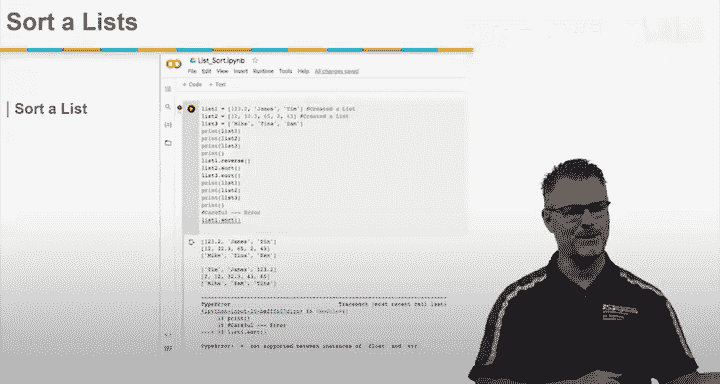 Sort a Lists
Sort a List
List_Sort.ipynb
File Edit View Insert Runtime Tools Help All changes saved
+ Code + Text
list1 = [123.2, 'James', 'Tim'] #Created a List
list2 = [12, 32.3, 65, 2, 43] #Created a List
list3 = ['Mike', 'Tina', 'Sam']
print(list1)
print(list2)
print(list3)
print()
list1.reverse()
list2.sort()
list3.sort()
print(list1)
print(list2)
print(list3)
print()
#Careful --- Error
list1.sort()
[123.2, 'James', 'Tim']
[12, 32.3, 65, 2, 43]
['Mike', 'Tina', 'Sam']
['Tim', 'James', 123.2]
[2, 12, 32.3, 43, 65]
['Mike', 'Sam', 'Tina']
TypeError Traceback (most recent call last)
print()
#Careful --- Error
list1.sort()
TypeError: not supported between instances of 'float' and 'str'